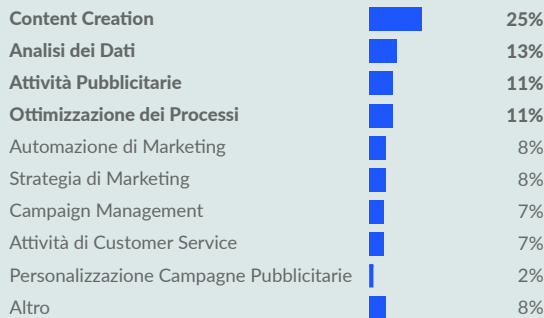 Content Creation 25%
Analisi dei Dati 13%
Attività Pubblicitarie 11%
Ottimizzazione dei Processi 11%
Automazione di Marketing 8%
Strategia di Marketing 8%
Campaign Management 7%
Attività di Customer Service 7%
Personalizzazione Campagne Pubblicitarie 2%
Altro 8%